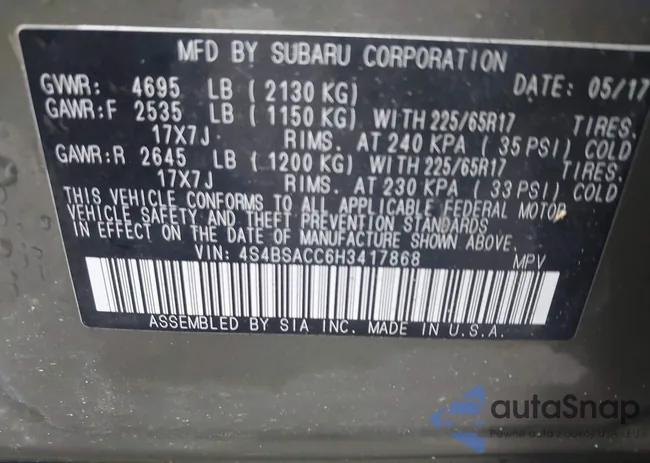 MFD BY SUBARU CORPORATION
GVWR: 4695 LB ( 2130 KG) DATE: 05/17
GAWR:F 2535 LB ( 1150 KG) WITH 225/65R17 TIRES.
17X7J RIMS. AT 240 KPA ( 35 PSI) COLD
GAWR:R 2645 LB ( 1200 KG) WITH 225/65R17 TIRES.
17X7J RIMS. AT 230 KPA ( 33 PSI) COLD
THIS VEHICLE CONFORMS TO ALL APPLICABLE FEDERAL MOTOR
VEHICLE SAFETY AND THEFT PREVENTION STANDARDS
IN EFFECT ON THE DATE OF MANUFACTURE SHOWN ABOVE.
VIN: 4S4BSACC6H3417868 MPV
ASSEMBLED BY SIA INC. MADE IN U.S.A.
autaSnap
Pewne auta z